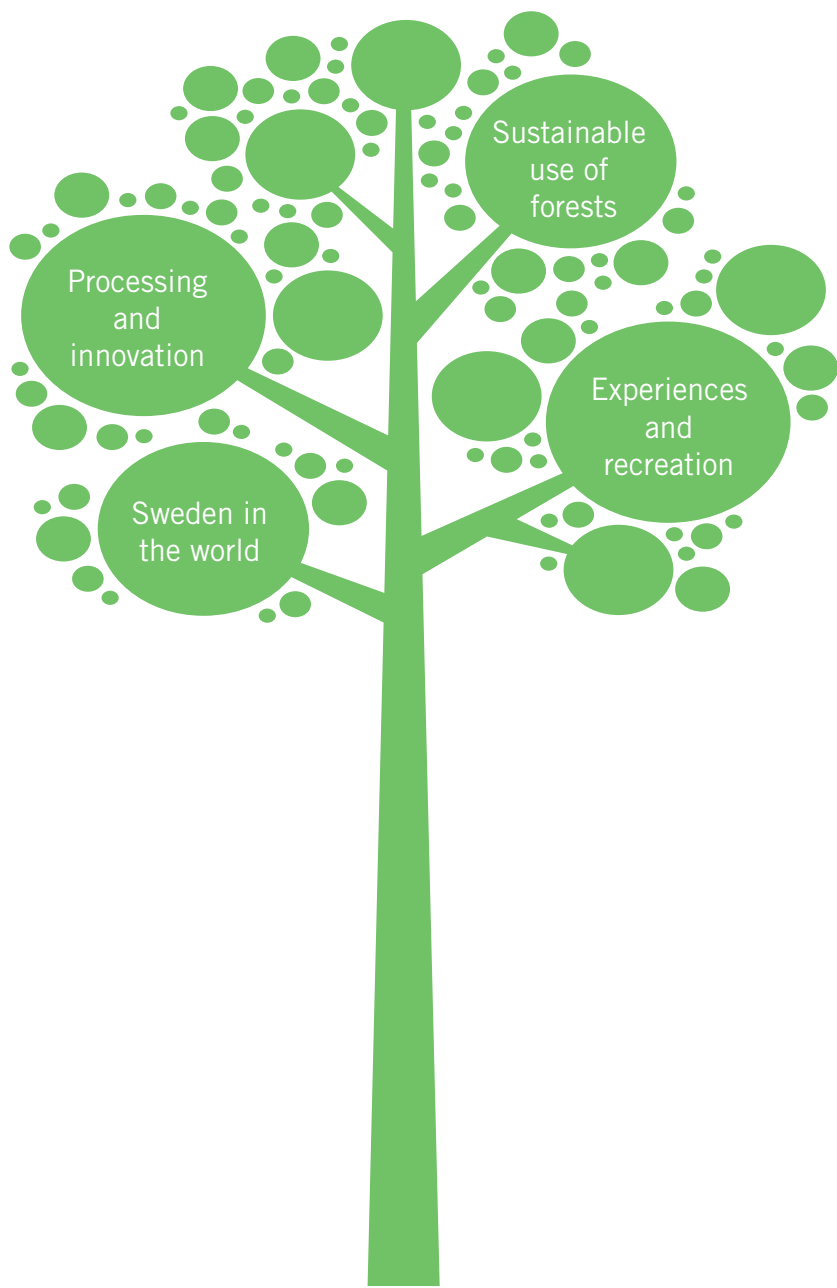 Sustainable
use of
forests
Processing
and
innovation
Experiences
and
recreation
Sweden in
the world